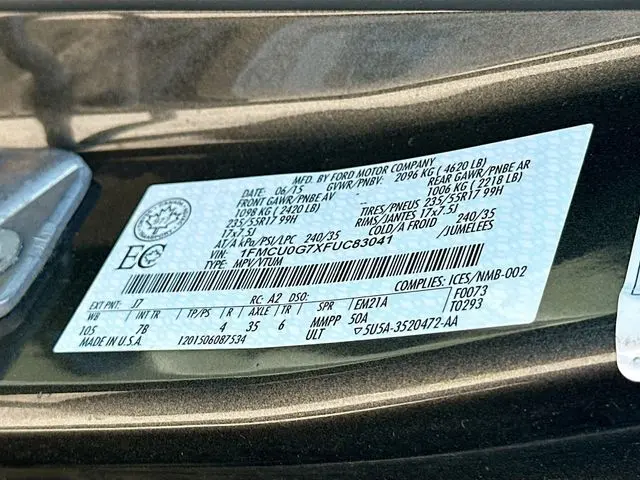 MFD. BY FORD MOTOR COMPANY
DATE: 06/15 GVWR/PNBV: 2096 KG ( 4620 LB)
FRONT GAWR/PNBE AV REAR GAWR/PNBE AR
1098 KG ( 2420 LB) 1006 KG ( 2218 LB)
235/55R17 99H TIRES/PNEUS 235/55R17 99H
17x7.5J RIMS/JANTES 17x7.5J
AT/A kPa/PSI/LPC 240/35 COLD/A FROID 240/35
VIN: 1FMCU0G7XFUC83041 /JUMELEES
TYPE: MPV/VTUM
EC
COMPLIES: ICES/NMB-002
EXT PNT: J7 RC: A2 DSO: F0073
WB INT TR TP/PS R AXLE TR SPR EM21A T0293
105 7B 4 35 6 MMPP 50A
MADE IN U.S.A. 1201506087534 ULT 5U5A-3520472-AA